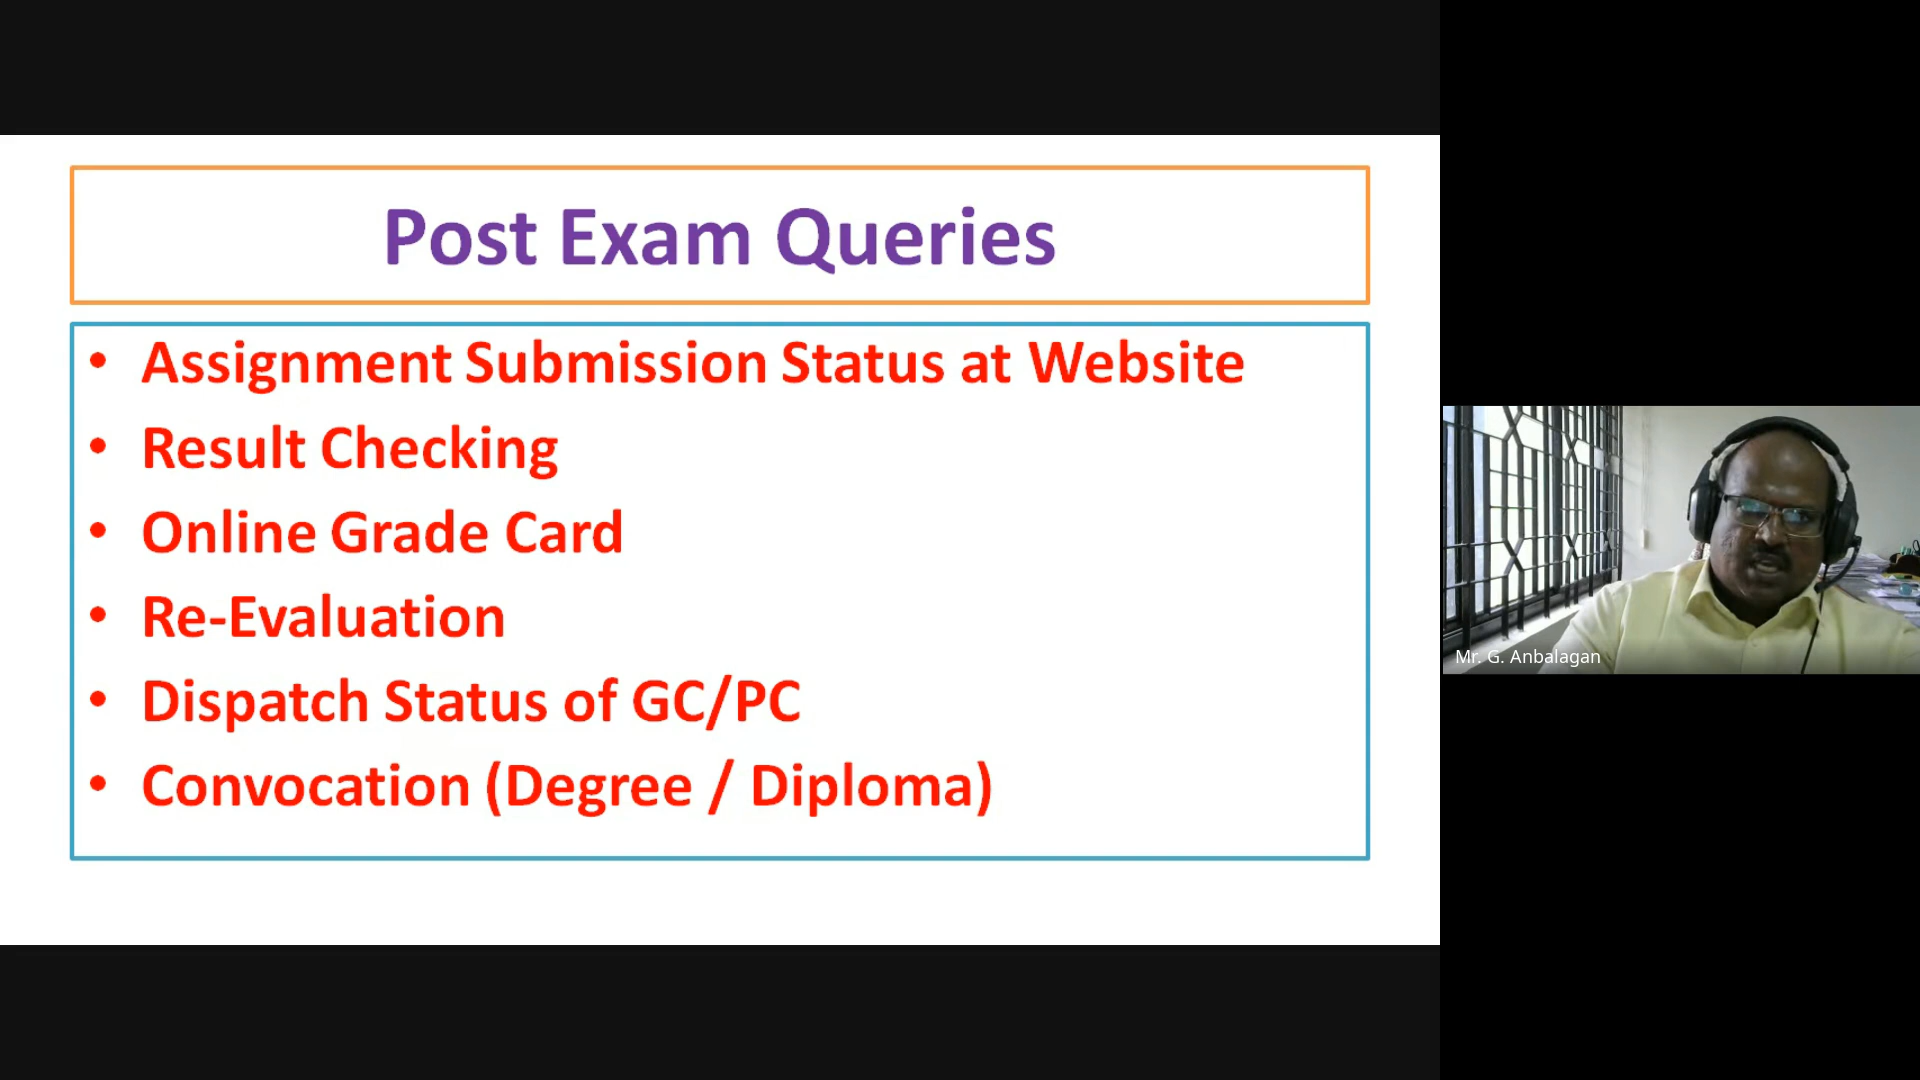 Post Exam Queries
• Assignment Submission Status at Website
• Result Checking
• Online Grade Card
• Re-Evaluation
• Dispatch Status of GC/PC
• Convocation (Degree / Diploma)
Mr. G. Anbalagan